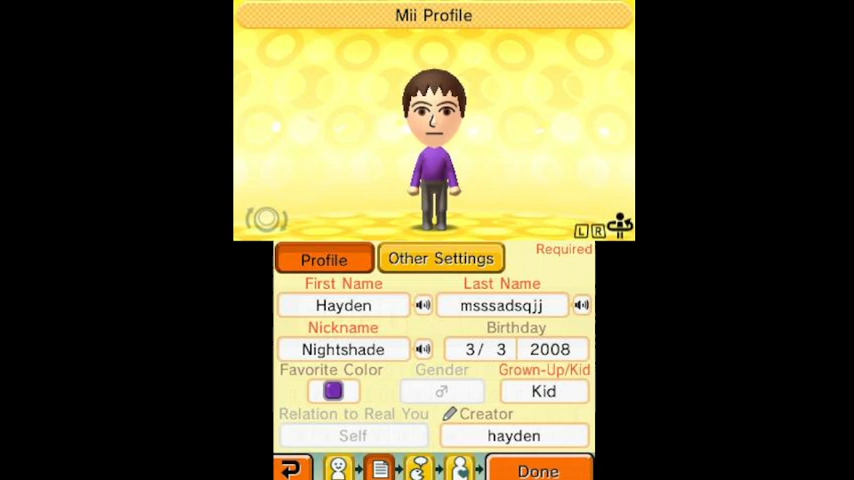 Mii Profile
L R
Profile
Other Settings
Required
First Name
Last Name
Hayden
msssadsqjj
Nickname
Birthday
Nightshade
3/ 3 2008
Favorite Color
Gender
Grown-Up/Kid
♂
Kid
Relation to Real You
Creator
Self
hayden
Done